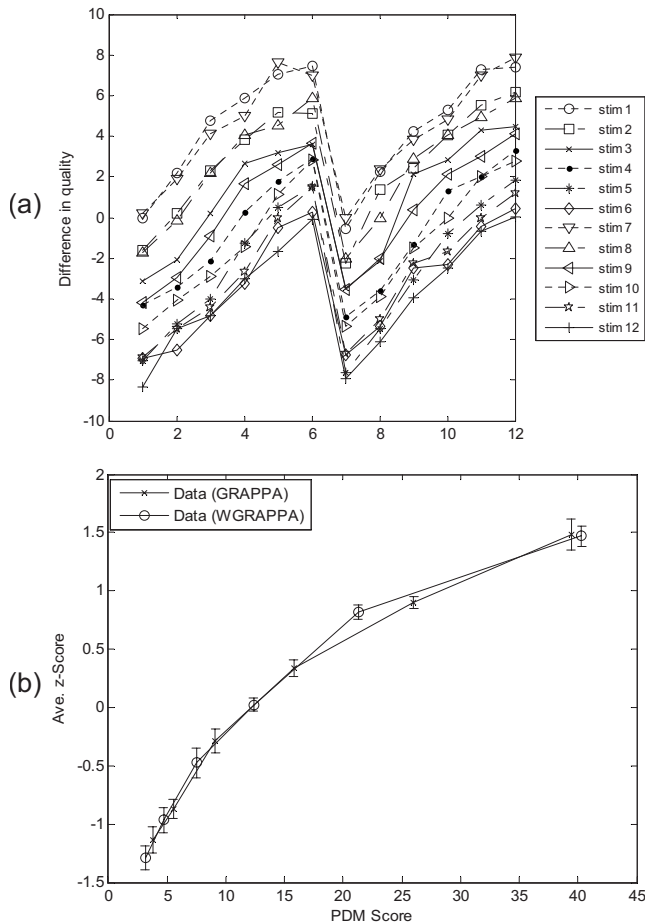 (a)
Difference in quality
10
8
6
4
2
0
-2
-4
-6
-8
-10
0 2 4 6 8 10 12
stim 1
stim 2
stim 3
stim 4
stim 5
stim 6
stim 7
stim 8
stim 9
stim 10
stim 11
stim 12
(b)
Ave. z-Score
2
1.5
1
0.5
0
-0.5
-1
-1.5
Data (GRAPPA)
Data (WGRAPPA)
0 5 10 15 20 25 30 35 40 45
PDM Score